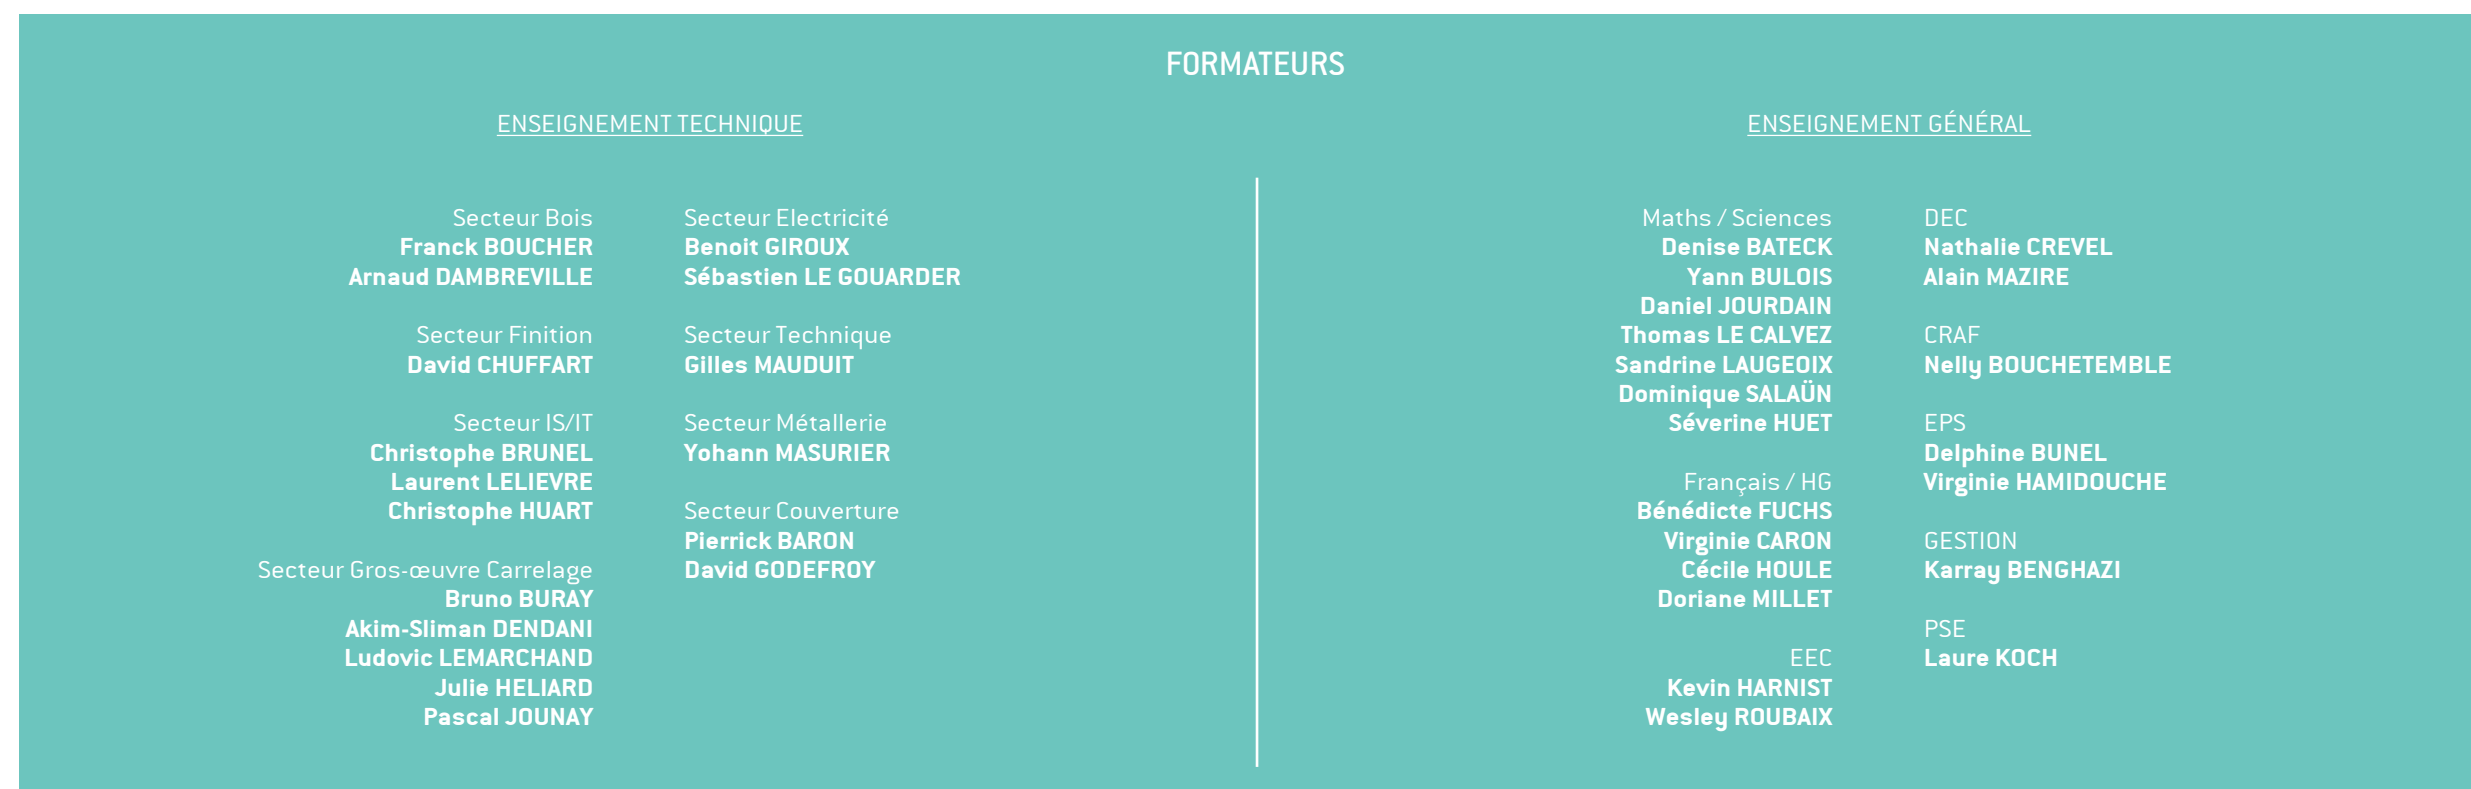 FORMATEURS
ENSEIGNEMENT TECHNIQUE
Secteur Bois
Franck BOUCHER
Arnaud DAMBREVILLE
Secteur Finition
David CHUFFART
Secteur IS/IT
Christophe BRUNEL
Laurent LELIEVRE
Christophe HUART
Secteur Gros-œuvre Carrelage
Bruno BURAY
Akim-Sliman DENDANI
Ludovic LEMARCHAND
Julie HELIARD
Pascal JOUNAY
Secteur Electricité
Benoit GIROUX
Sébastien LE GOUARDER
Secteur Technique
Gilles MAUDUIT
Secteur Métallerie
Yohann MASURIER
Secteur Couverture
Pierrick BARON
David GODEFROY
ENSEIGNEMENT GÉNÉRAL
Maths / Sciences
Denise BATECK
Yann BULOIS
Daniel JOURDAIN
Thomas LE CALVEZ
Sandrine LAUGEOIX
Dominique SALAÜN
Séverine HUET
Français / HG
Bénédicte FUCHS
Virginie CARON
Cécile HOULE
Doriane MILLET
EEC
Kevin HARNIST
Wesley ROUBAIX
DEC
Nathalie CREVEL
Alain MAZIRE
CRAF
Nelly BOUCHETEMBLE
EPS
Delphine BUNEL
Virginie HAMIDOUCHE
GESTION
Karray BENGHAZI
PSE
Laure KOCH